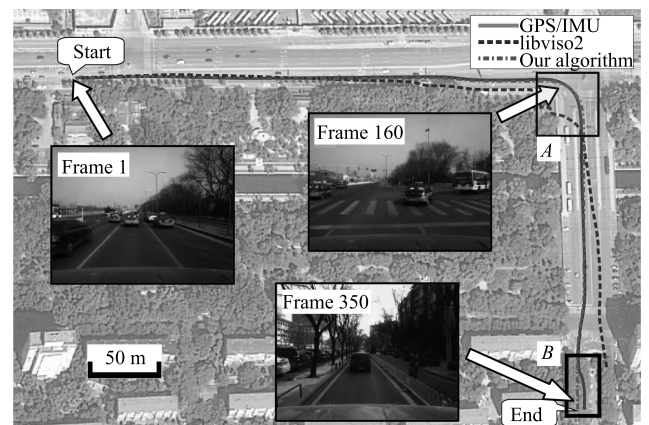 Start
GPS/IMU
libviso2
Our algorithm
Frame 160
A
Frame 1
Frame 350
50 m
B
End